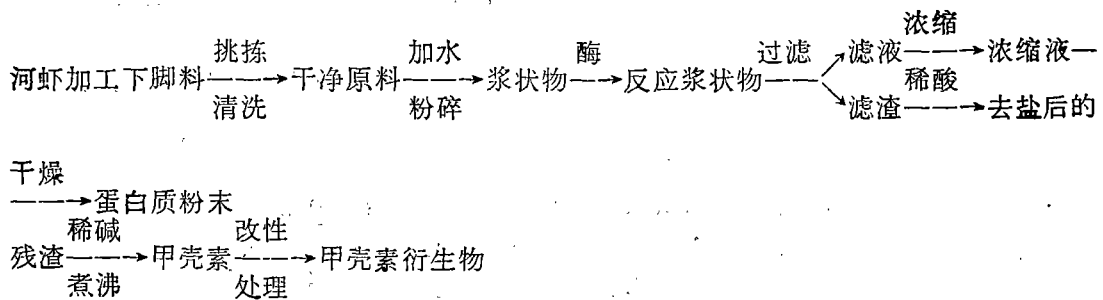 浓缩
挑拣 加水 酶 过滤 滤液——→浓缩液—
河虾加工下脚料——→干净原料——→浆状物——→反应浆状物——
稀酸
清洗 粉碎 滤渣——→去盐后的
干燥
——→蛋白质粉末
稀碱 改性
残渣——→甲壳素——→甲壳素衍生物
煮沸 处理